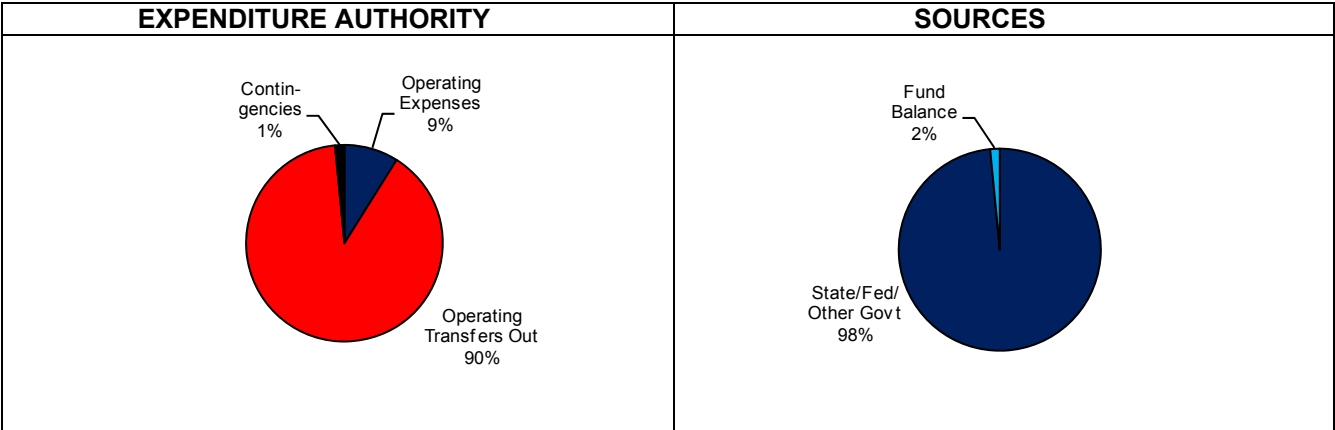 EXPENDITURE AUTHORITY
Contin-
gencies
1%
Operating
Expenses
9%
Operating
Transfers Out
90%
SOURCES
Fund
Balance
2%
State/Fed/
Other Govt
98%